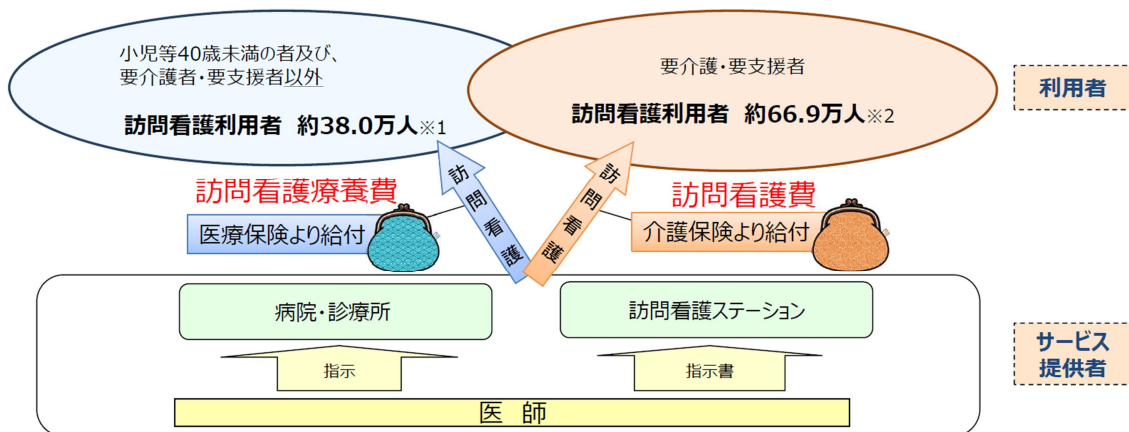 小児等40歳未満の者及び、
要介護者・要支援者以外
訪問看護利用者 約38.0万人※1
要介護・要支援者
訪問看護利用者 約66.9万人※2
利用者
訪問看護療養費
医療保険より給付
訪問看護
訪問看護
訪問看護費
介護保険より給付
病院・診療所
訪問看護ステーション
サービス
提供者
指示
指示書
医 師